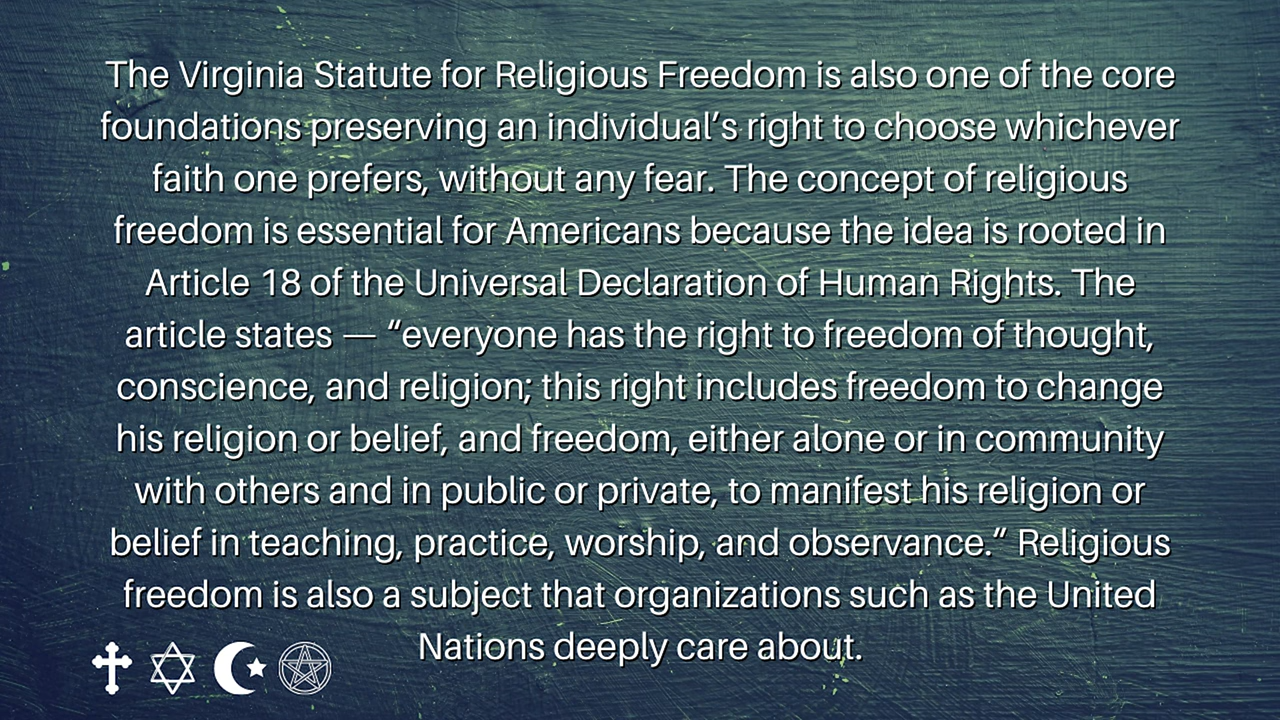 The Virginia Statute for Religious Freedom is also one of the core
foundations preserving an individual’s right to choose whichever
faith one prefers, without any fear. The concept of religious
freedom is essential for Americans because the idea is rooted in
Article 18 of the Universal Declaration of Human Rights. The
article states — “everyone has the right to freedom of thought,
conscience, and religion; this right includes freedom to change
his religion or belief, and freedom, either alone or in community
with others and in public or private, to manifest his religion or
belief in teaching, practice, worship, and observance.” Religious
freedom is also a subject that organizations such as the United
Nations deeply care about.